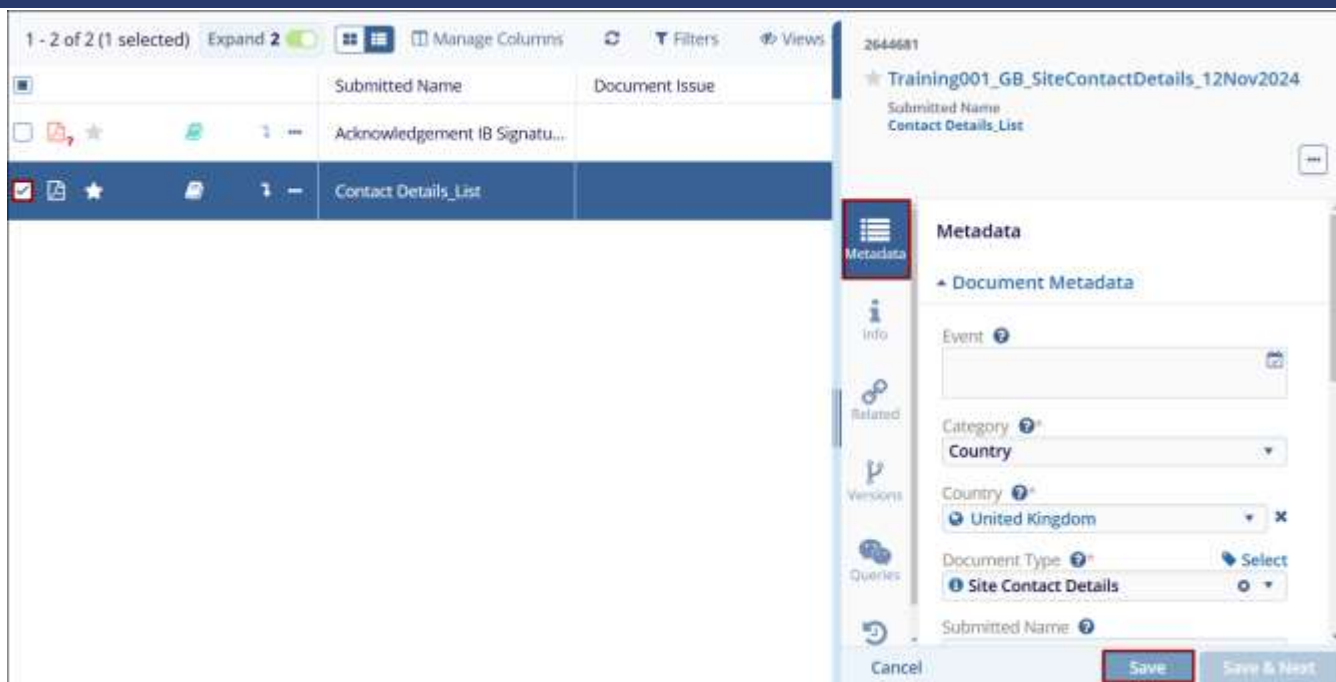 1 - 2 of 2 (1 selected) Expand 2 Manage Columns Filters Views
Submitted Name Document Issue
Acknowledgement IB Signatu...
Contact Details_List
2644681
Training001_GB_SiteContactDetails_12Nov2024
Submitted Name
Contact Details_List
Metadata
Info
Related
Versions
Queries
Metadata
Document Metadata
Event
Category *
Country
Country *
United Kingdom
Document Type * Select
Site Contact Details
Submitted Name
Cancel Save Save & Next